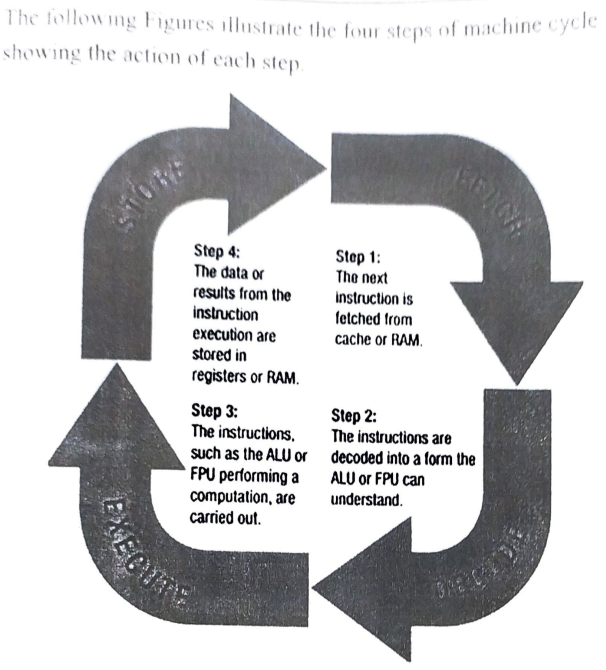 The following Figures illustrate the four steps of machine cycle
showing the action of each step.
STORE
FETCH
Step 4:
The data or
results from the
instruction
execution are
stored in
registers or RAM.
Step 1:
The next
instruction is
fetched from
cache or RAM.
Step 3:
The instructions,
such as the ALU or
FPU performing a
computation, are
carried out.
Step 2:
The instructions are
decoded into a form the
ALU or FPU can
understand.
EXECUTE
DECODE